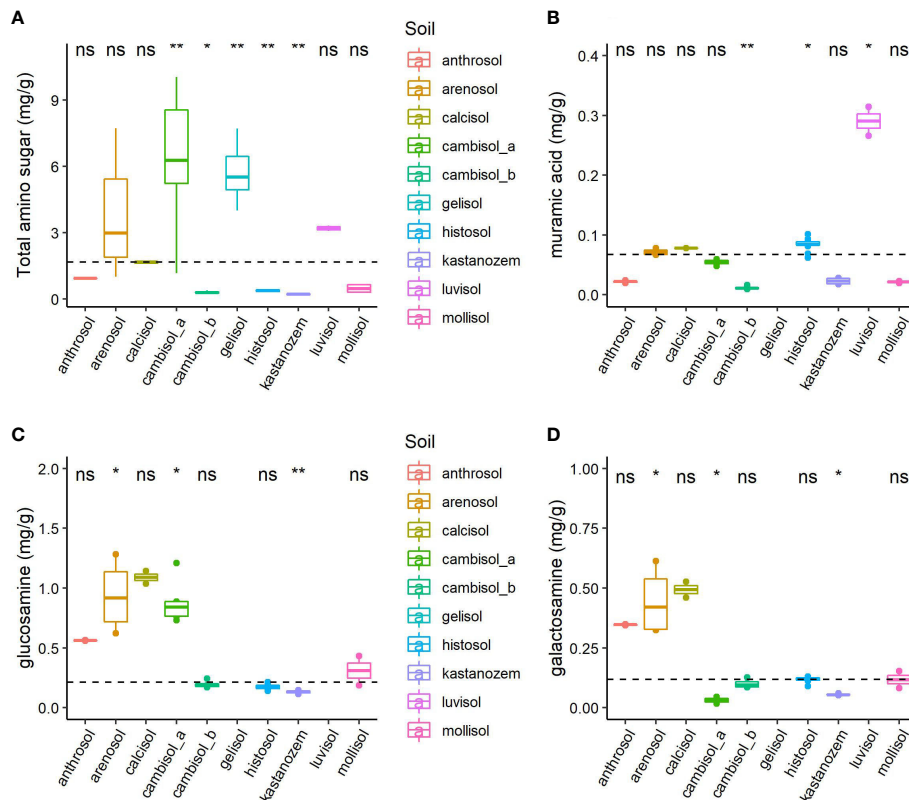 A
Total amino sugar (mg/g)
ns ns ns ** * ** ** ** ns ns
9
6
3
0
anthrosol
arenosol
calcisol
cambisol_a
cambisol_b
gelisol
histosol
kastanozem
luvisol
mollisol
Soil
a anthrosol
a arenosol
a calcisol
a cambisol_a
a cambisol_b
a gelisol
a histosol
a kastanozem
a luvisol
a mollisol
B
muramic acid (mg/g)
ns ns ns ns ** * ns * ns
0.4
0.3
0.2
0.1
0.0
anthrosol
arenosol
calcisol
cambisol_a
cambisol_b
gelisol
histosol
kastanozem
luvisol
mollisol
C
glucosamine (mg/g)
ns * ns * ns ns ** ns
2.0
1.5
1.0
0.5
0.0
anthrosol
arenosol
calcisol
cambisol_a
cambisol_b
gelisol
histosol
kastanozem
luvisol
mollisol
Soil
a anthrosol
a arenosol
a calcisol
a cambisol_a
a cambisol_b
a gelisol
a histosol
a kastanozem
a luvisol
a mollisol
D
galactosamine (mg/g)
ns * ns * ns ns * ns
1.00
0.75
0.50
0.25
0.00
anthrosol
arenosol
calcisol
cambisol_a
cambisol_b
gelisol
histosol
kastanozem
luvisol
mollisol